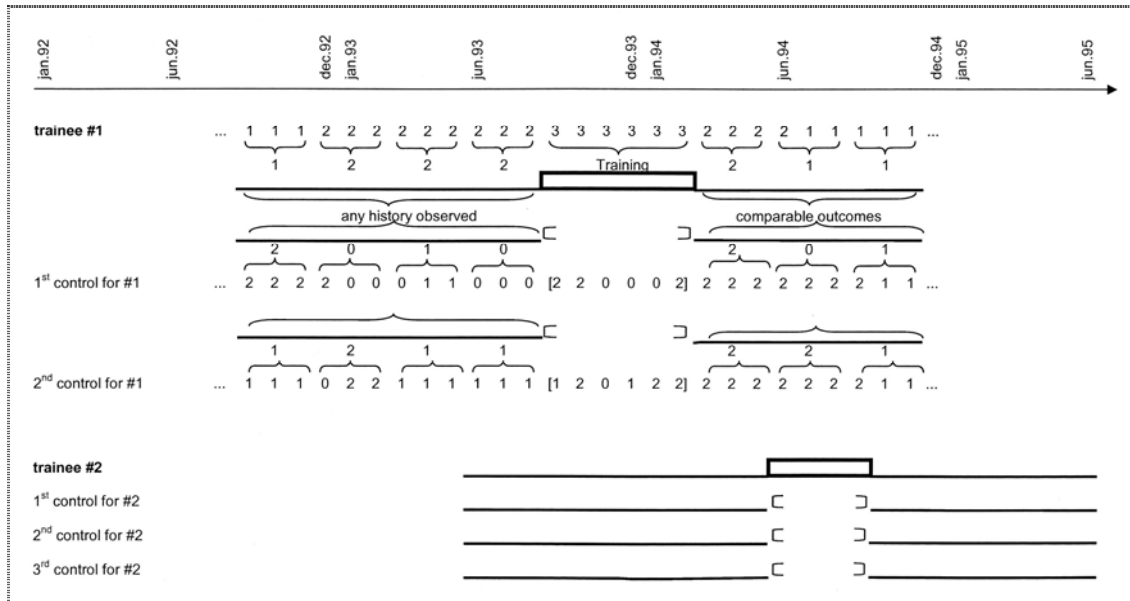 jan.92 jun.92 dec.92 jan.93 jun.93 dec.93 jan.94 jun.94 dec.94 jan.95 jun.95
trainee #1 ... 1 1 1 2 2 2 2 2 2 2 2 2 3 3 3 3 3 3 2 2 2 2 1 1 1 1 1 ...
1 2 2 2 Training 2 1 1
any history observed comparable outcomes
2 0 1 0 2 0 1
1st control for #1 ... 2 2 2 2 0 0 0 1 1 0 0 0 [2 2 0 0 0 2] 2 2 2 2 2 2 2 1 1 ...
1 2 1 1 2 2 1
2nd control for #1 ... 1 1 1 0 2 2 1 1 1 1 1 1 [1 2 0 1 2 2] 2 2 2 2 2 2 2 1 1 ...
trainee #2
1st control for #2
2nd control for #2
3rd control for #2